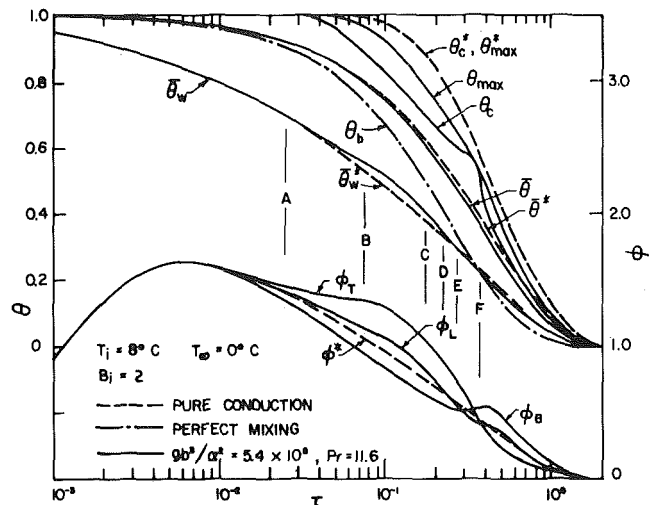 1.0
0.8
0.6
0.4
0.2
0
θ
3.0
2.0
1.0
0
ϕ
θ̄w
θb
θ̄w*
θc*, θ*max
θmax
θc
θ̄
θ̄*
A
B
C
D
E
F
ϕT
ϕL
ϕ*
ϕB
Ti = 8° C T∞ = 0° C
Bi = 2
PURE CONDUCTION
PERFECT MIXING
gb³/α² = 5.4 × 10⁸, Pr = 11.6
10⁻³
10⁻²
10⁻¹
10⁰